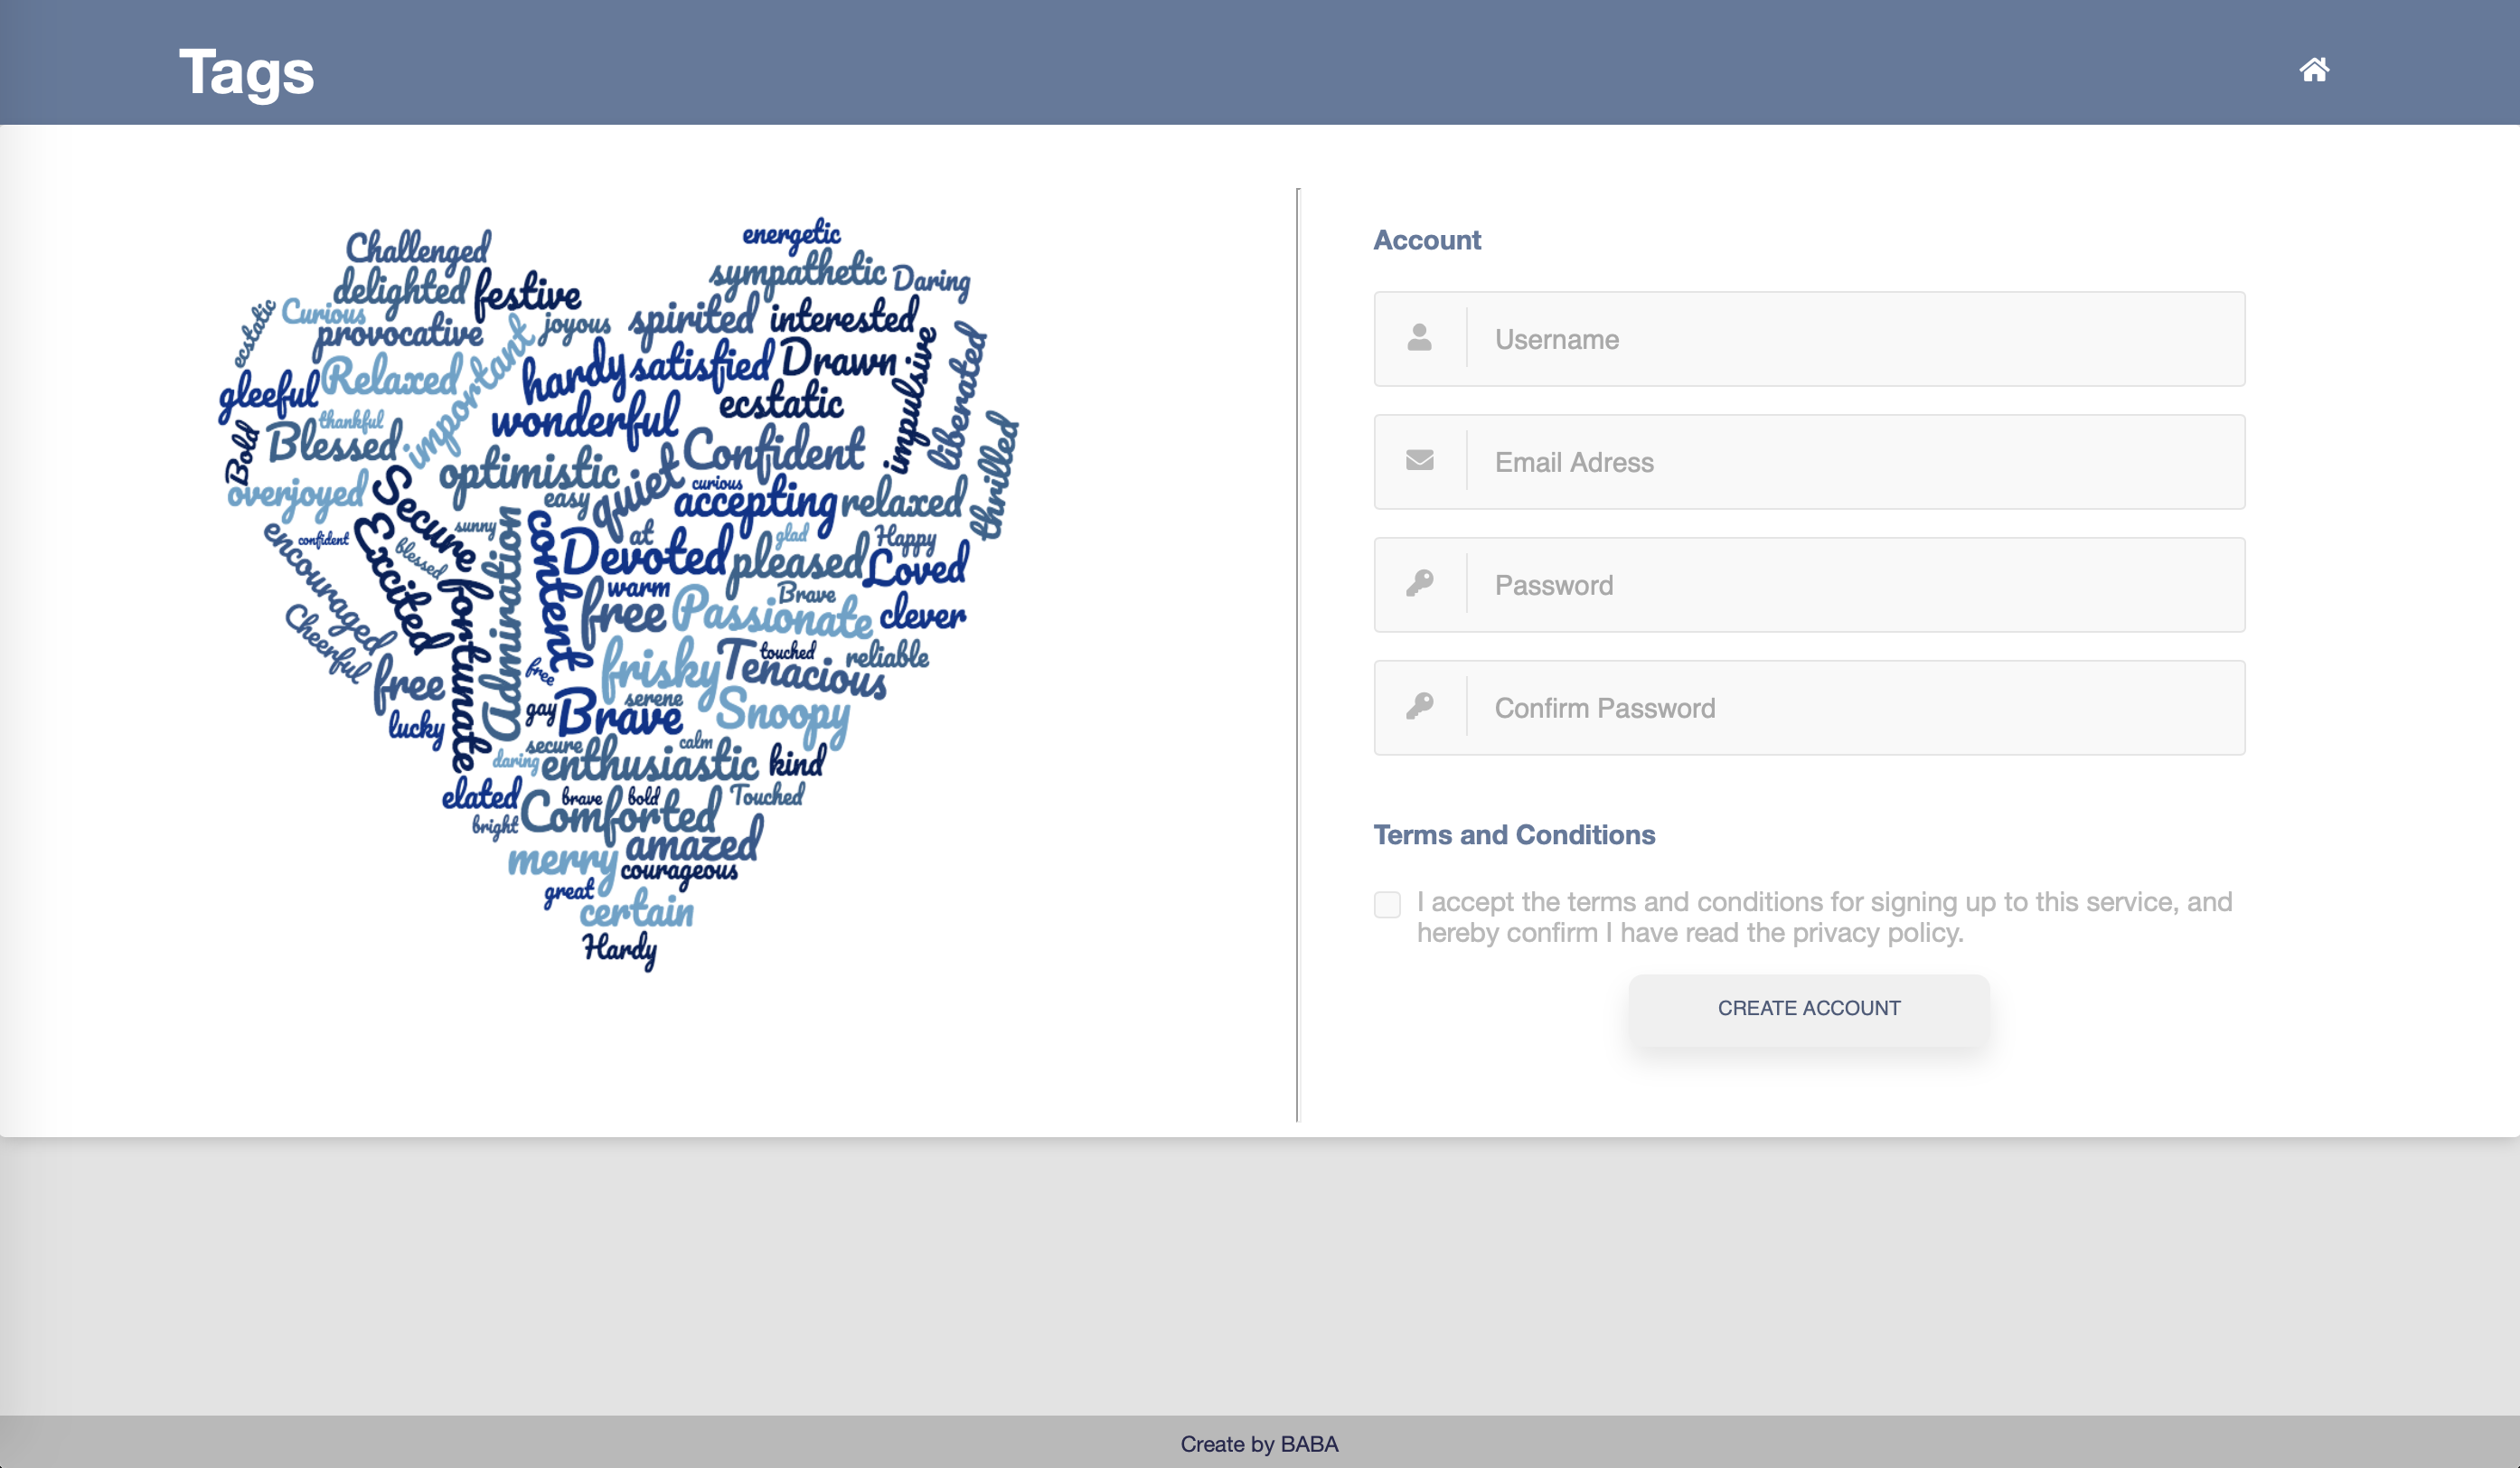 Tags
Challenged
energetic
delighted festive
sympathetic Daring
ecstatic Curious
provocative
joyous spirited interested
important
gleeful Relaxed
hardy satisfied Drawn
impulsive liberated
thankful
wonderful ecstatic
Bold Blessed
Confident
thrilled
overjoyed Secure optimistic
easy quiet curious
accepting relaxed
encouraged confident Excited blessed sunny
Admiration content
at Devoted glad Happy
pleased Loved
warm Brave
free Passionate clever
Cheerful
fortunate
free frisky touched reliable
Tenacious
free
serene
lucky gay Brave Snoopy
secure calm
daring enthusiastic kind
elated brave bold Touched
bright Comforted
amazed
merry courageous
great
certain
Hardy
Account
Username
Email Adress
Password
Confirm Password
Terms and Conditions
I accept the terms and conditions for signing up to this service, and
hereby confirm I have read the privacy policy.
CREATE ACCOUNT
Create by BABA